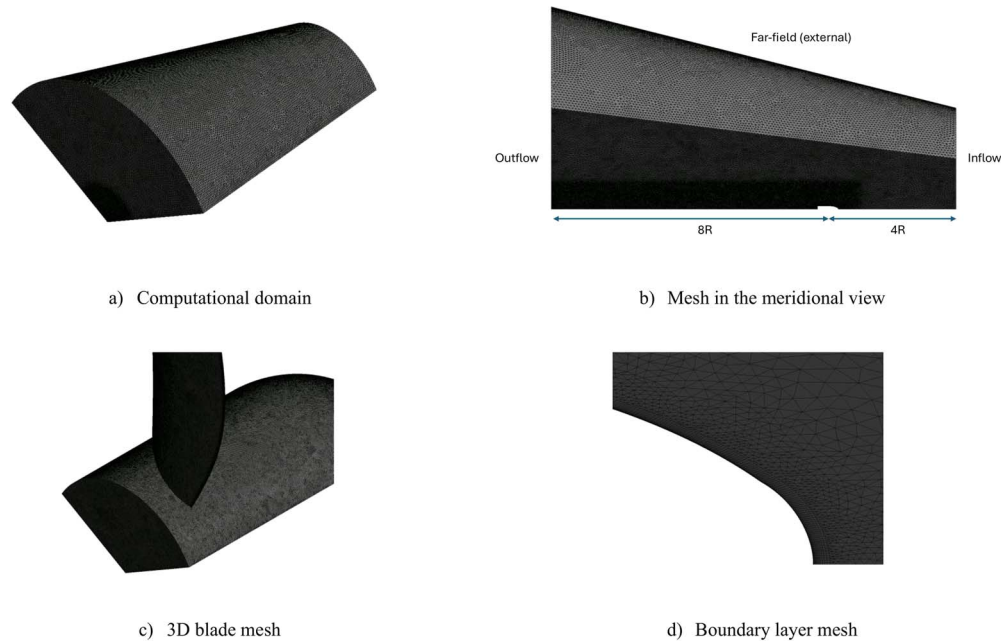 Far-field (external)
Outflow
Inflow
8R
4R
a) Computational domain
b) Mesh in the meridional view
c) 3D blade mesh
d) Boundary layer mesh